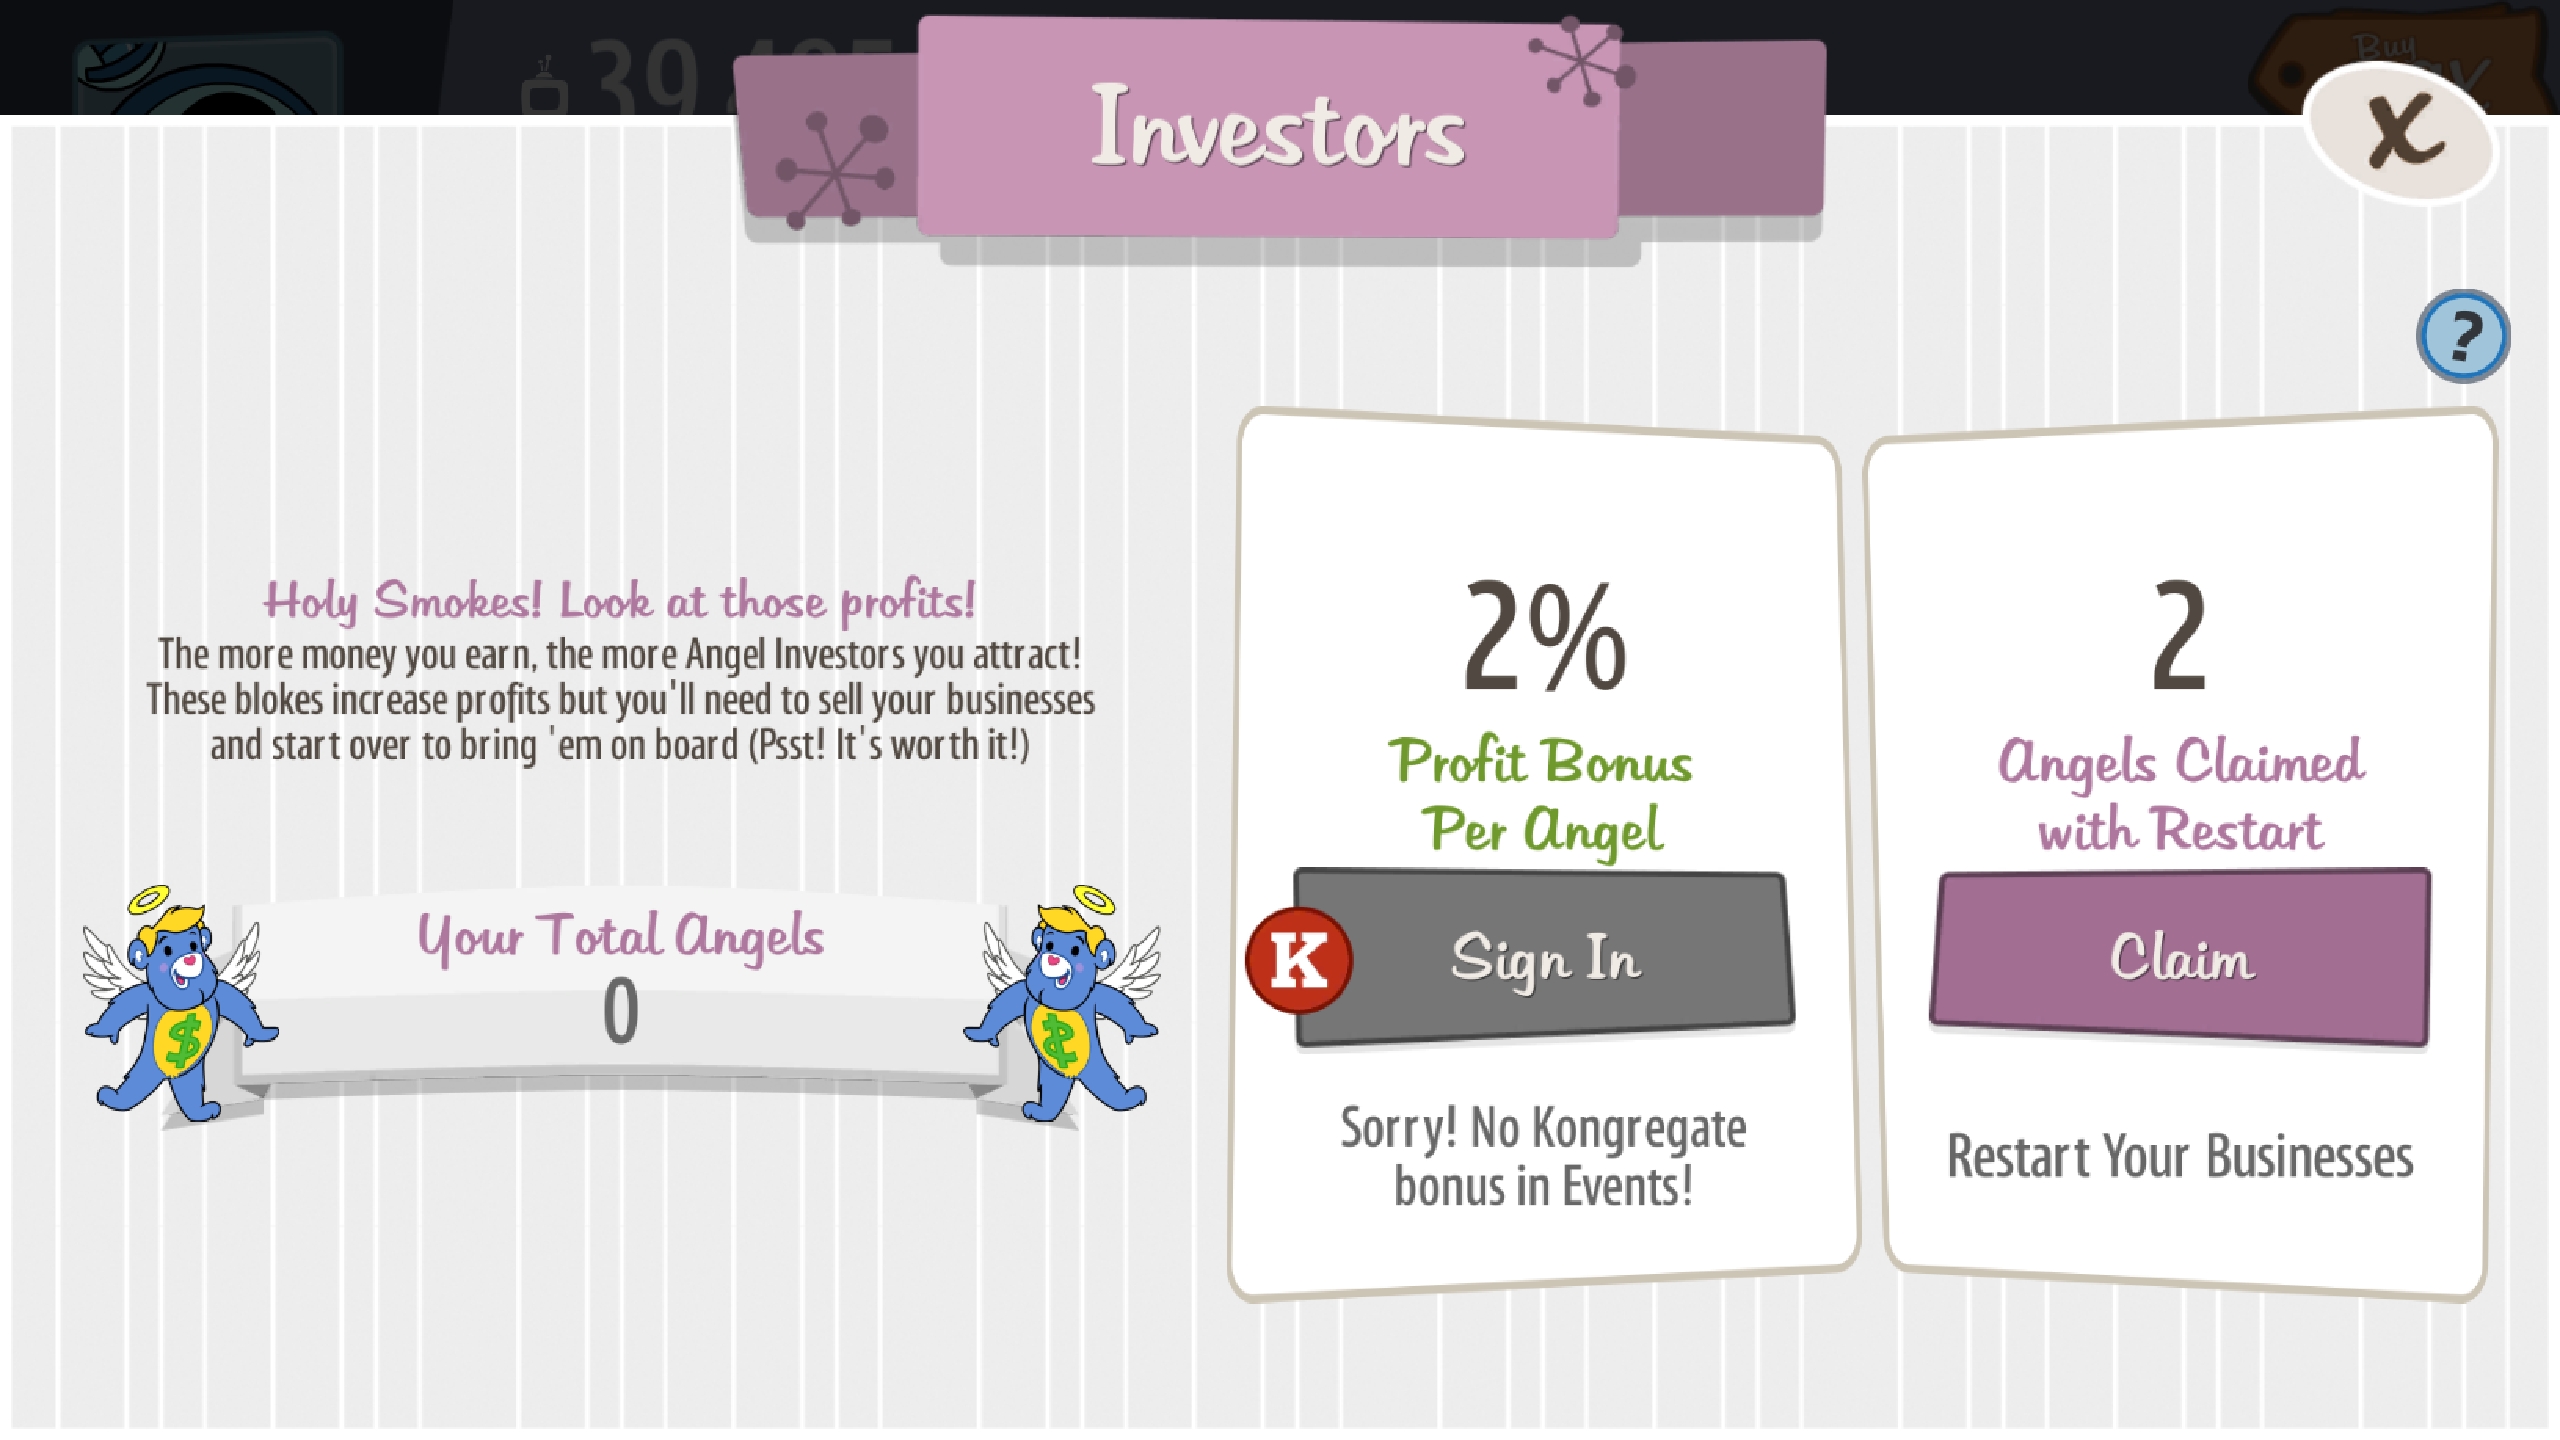 39
Buy
Investors
X
?
Holy Smokes! Look at those profits!
The more money you earn, the more Angel Investors you attract!
These blokes increase profits but you'll need to sell your businesses
and start over to bring 'em on board (Psst! It's worth it!)
Your Total Angels
0
$
$
2%
Profit Bonus
Per Angel
K
Sign In
Sorry! No Kongregate
bonus in Events!
2
Angels Claimed
with Restart
Claim
Restart Your Businesses